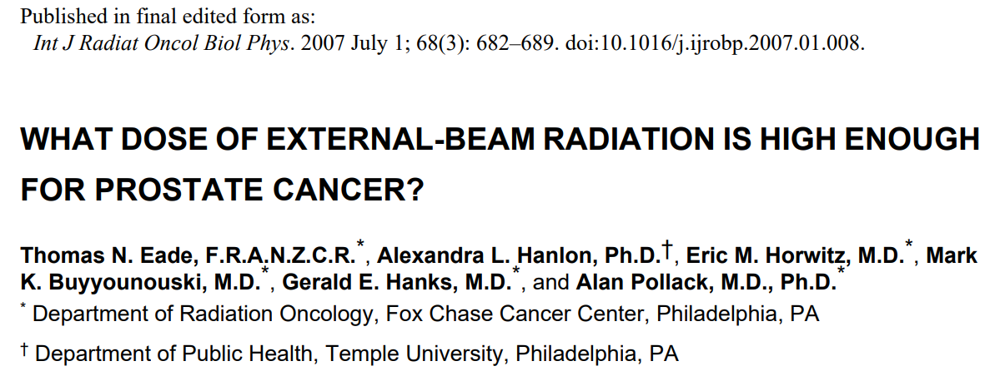 Published in final edited form as:
Int J Radiat Oncol Biol Phys. 2007 July 1; 68(3): 682–689. doi:10.1016/j.ijrobp.2007.01.008.
WHAT DOSE OF EXTERNAL-BEAM RADIATION IS HIGH ENOUGH
FOR PROSTATE CANCER?
Thomas N. Eade, F.R.A.N.Z.C.R.*, Alexandra L. Hanlon, Ph.D.†, Eric M. Horwitz, M.D.*, Mark
K. Buyyounouski, M.D.*, Gerald E. Hanks, M.D.*, and Alan Pollack, M.D., Ph.D.*
* Department of Radiation Oncology, Fox Chase Cancer Center, Philadelphia, PA
† Department of Public Health, Temple University, Philadelphia, PA